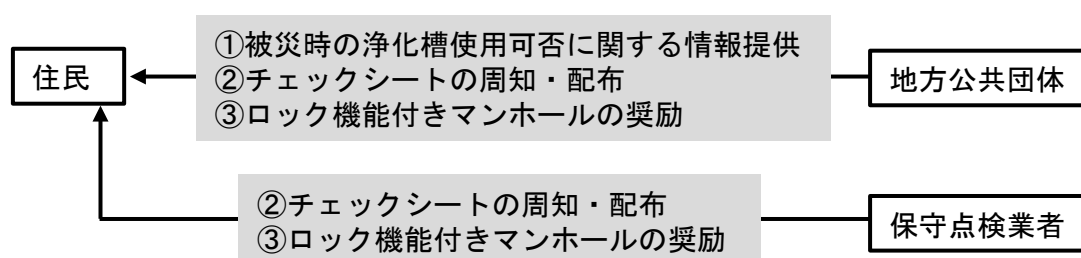 住民
①被災時の浄化槽使用可否に関する情報提供
②チェックシートの周知・配布
③ロック機能付きマンホールの奨励
地方公共団体
②チェックシートの周知・配布
③ロック機能付きマンホールの奨励
保守点検業者